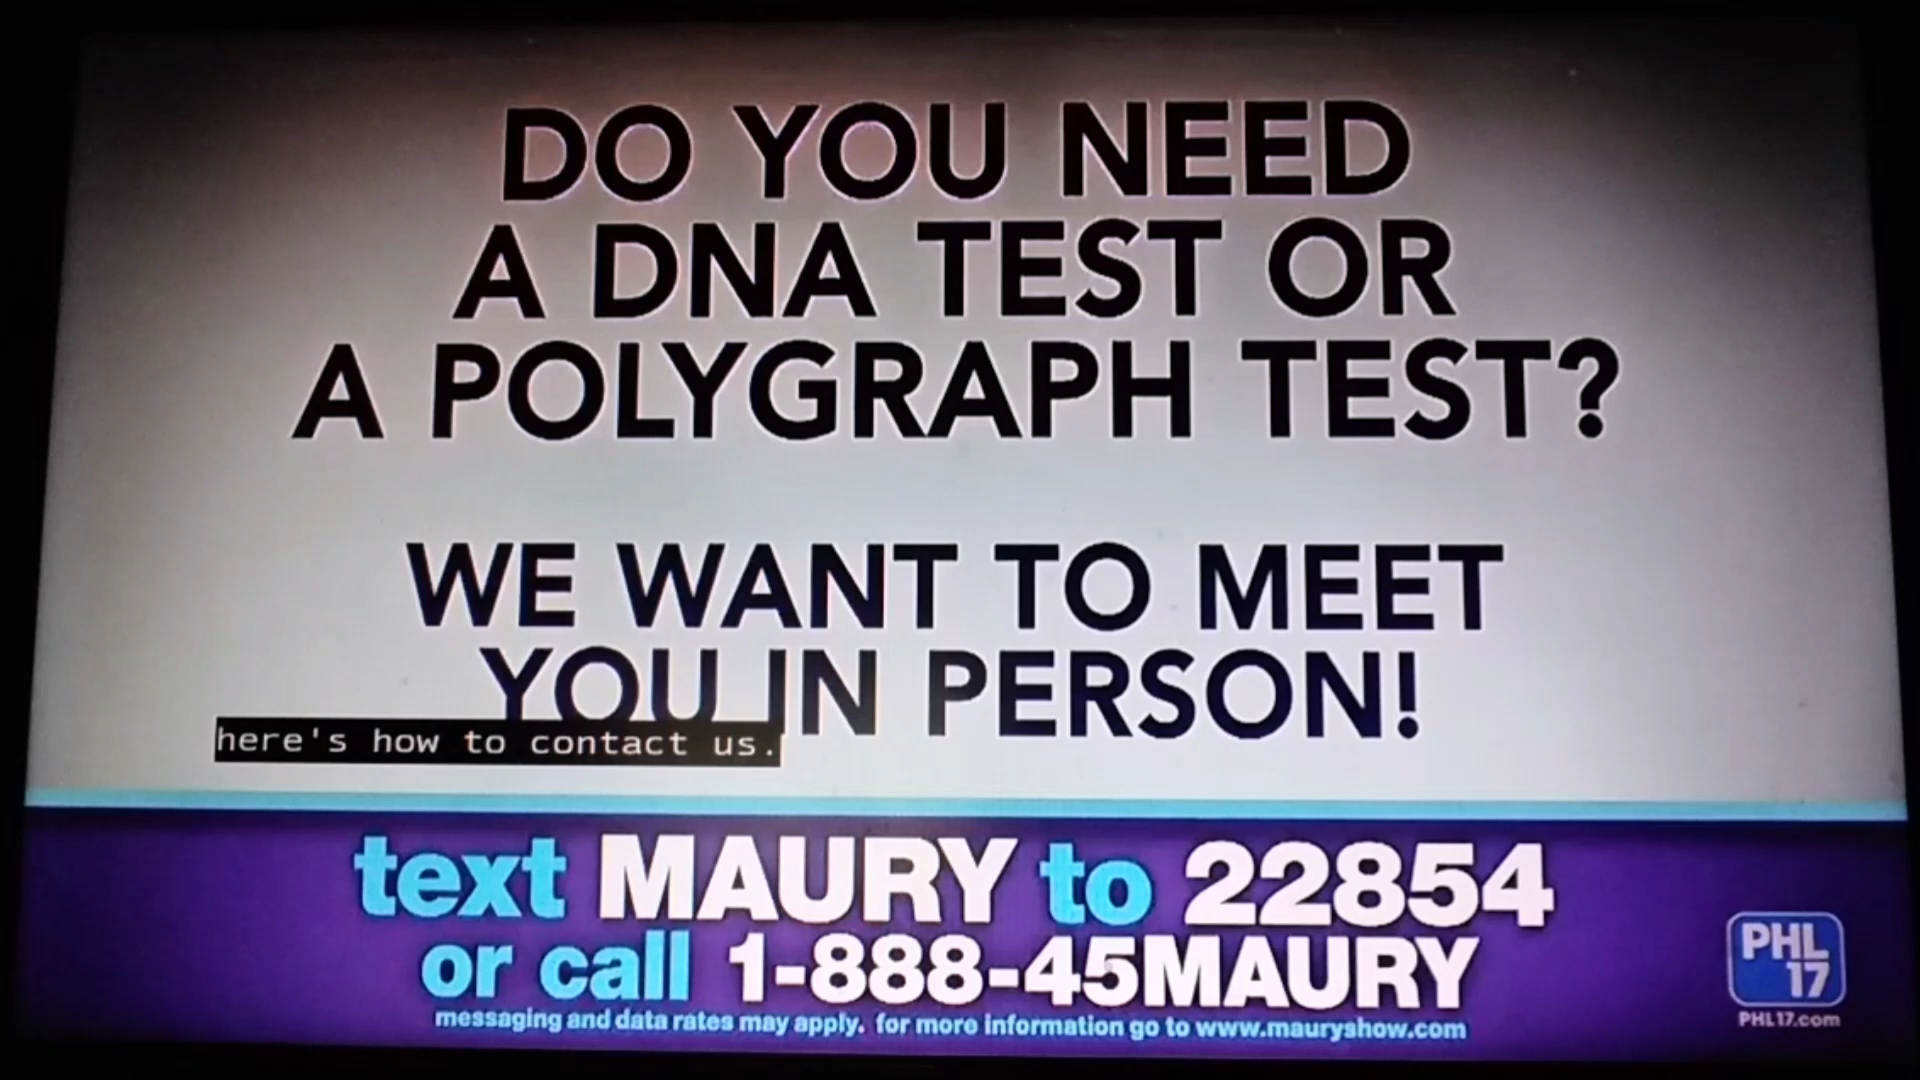 DO YOU NEED
A DNA TEST OR
A POLYGRAPH TEST?
WE WANT TO MEET
YOU IN PERSON!
here's how to contact us.
text MAURY to 22854
or call 1-888-45MAURY
messaging and data rates may apply. for more information go to www.mauryshow.com
PHL
17
PHL17.com